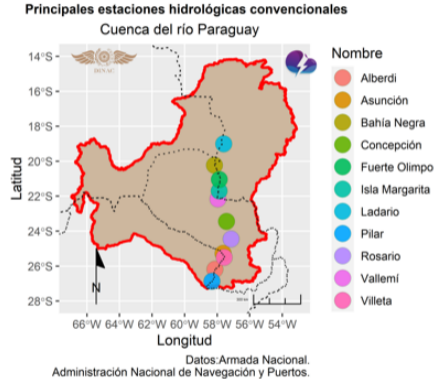 Principales estaciones hidrológicas convencionales
Cuenca del río Paraguay
14°S
16°S
18°S
20°S
22°S
24°S
26°S
28°S
Latitud
N
66°W 64°W 62°W 60°W 58°W 56°W 54°W
Longitud
Nombre
Alberdi
Asunción
Bahía Negra
Concepción
Fuerte Olimpo
Isla Margarita
Ladario
Pilar
Rosario
Vallemí
Villeta
Datos:Armada Nacional.
Administración Nacional de Navegación y Puertos.